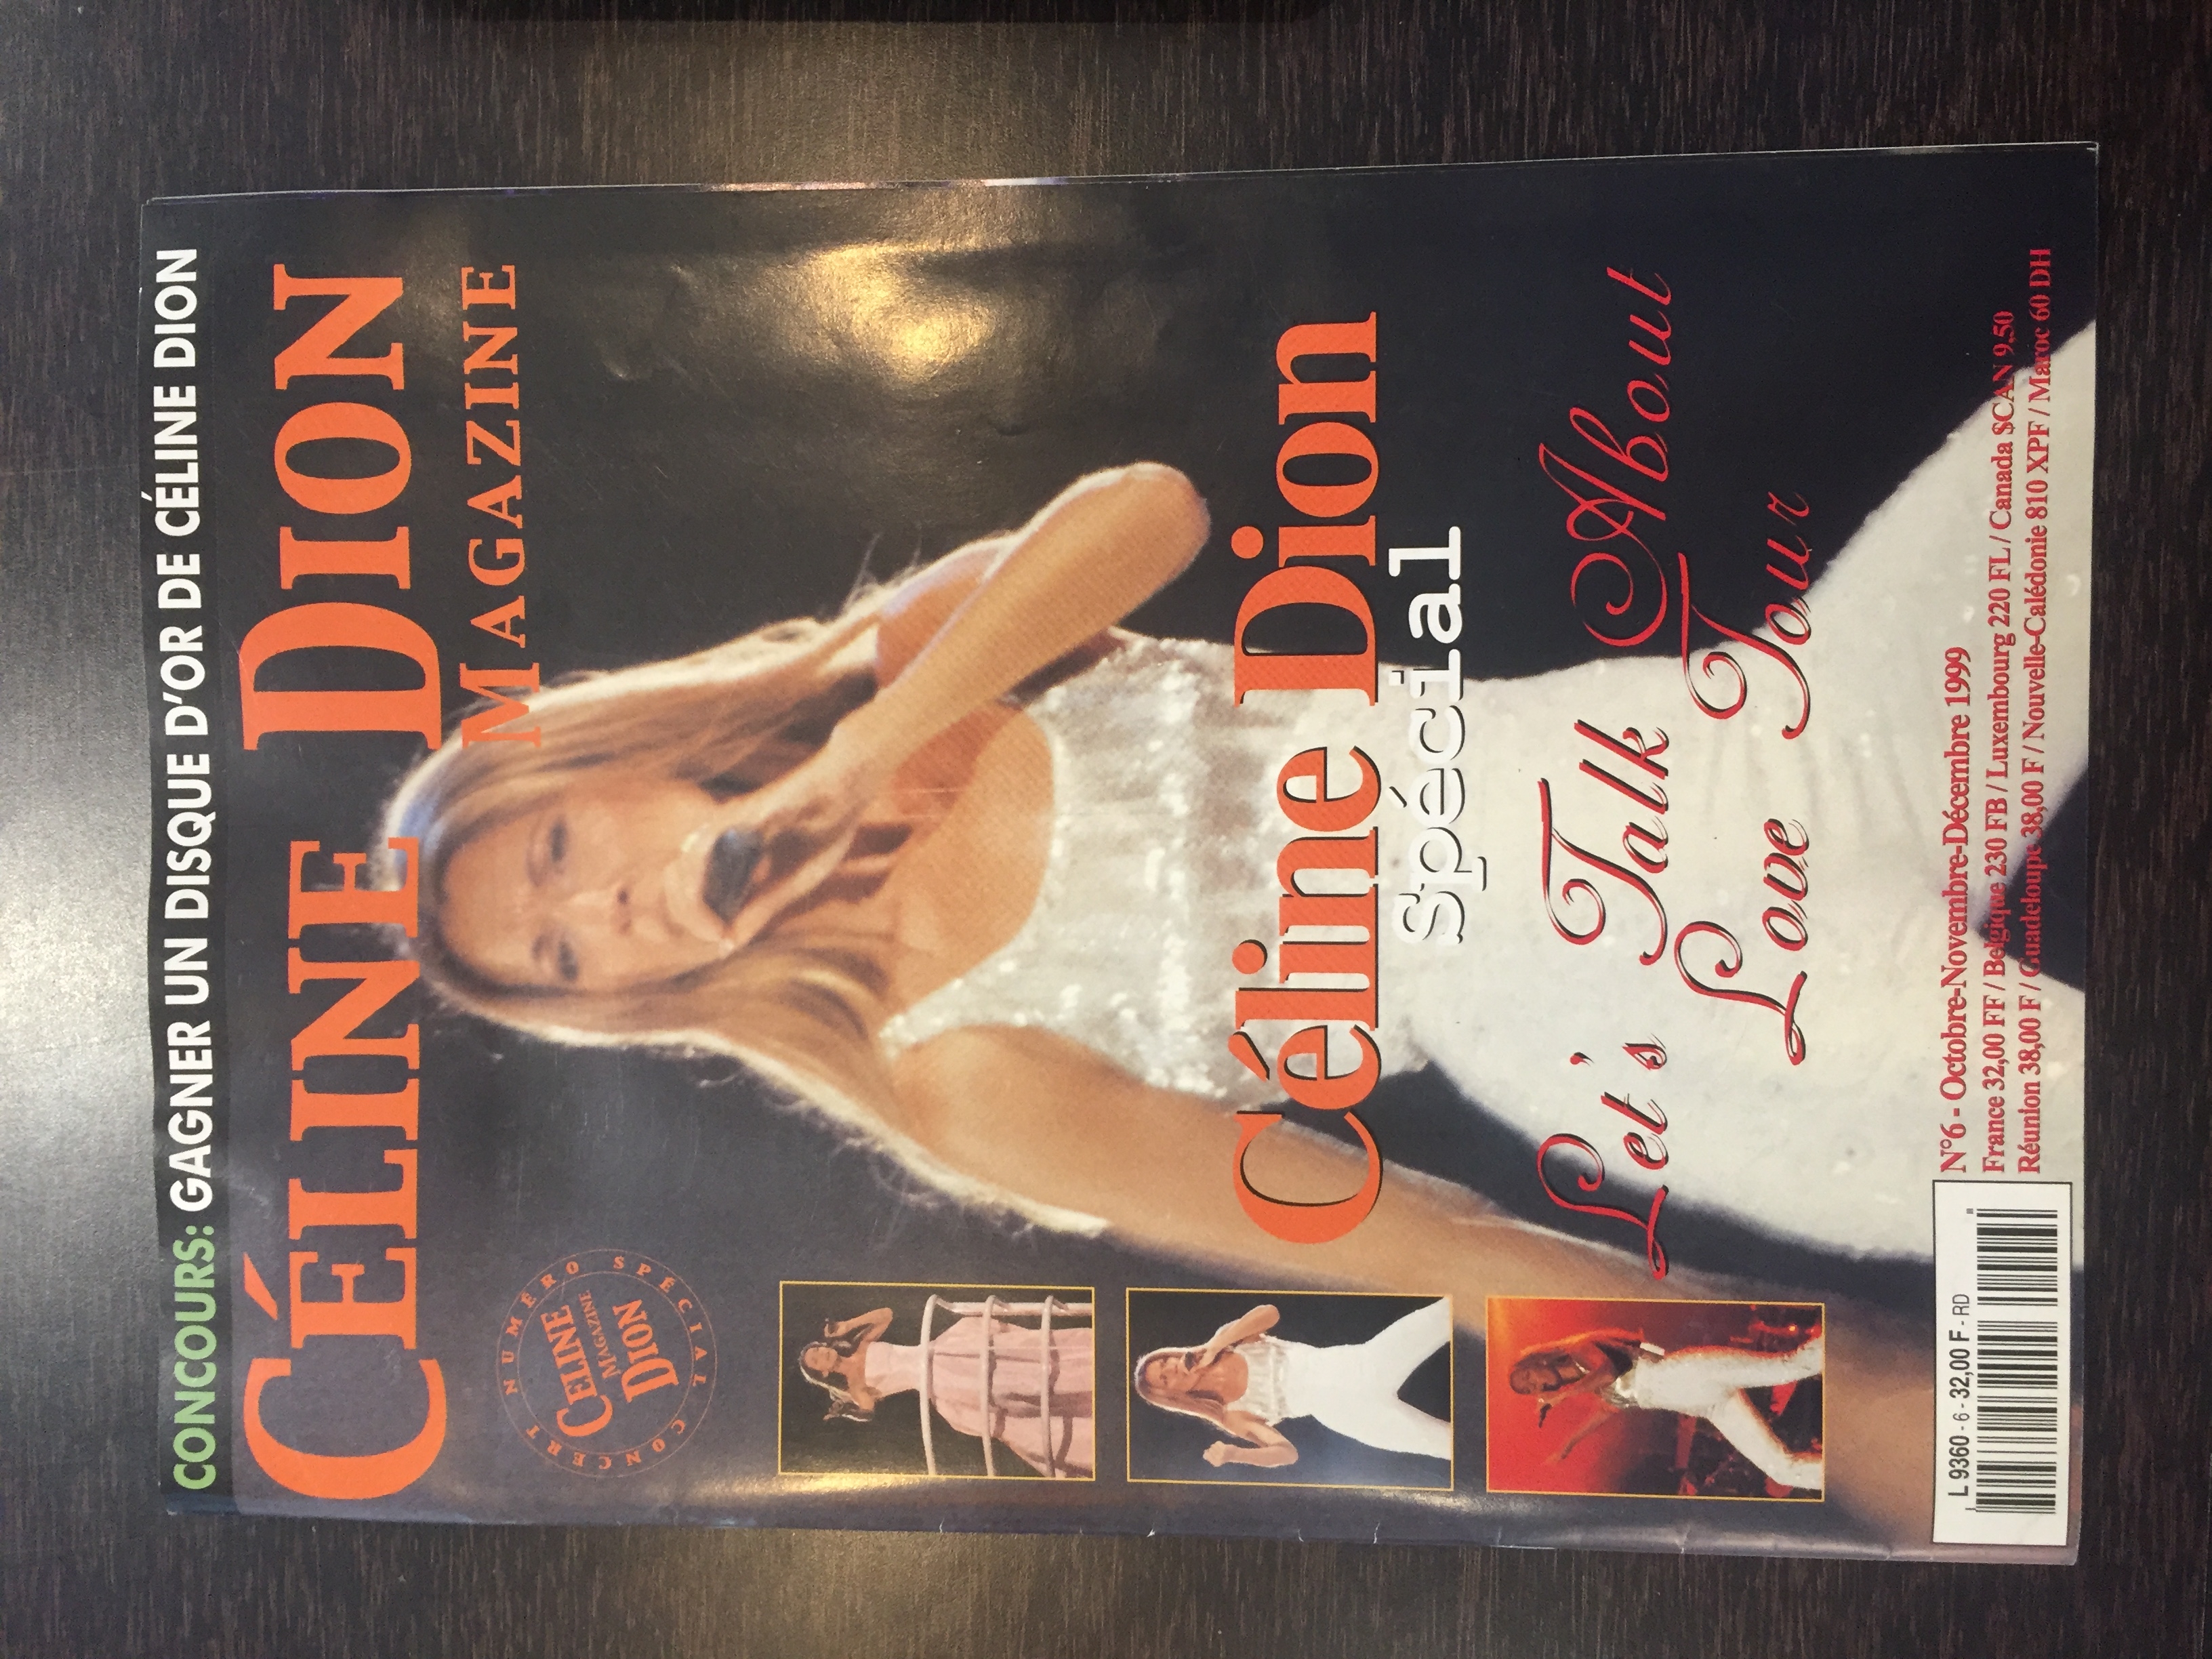 CONCOURS: GAGNER UN DISQUE D'OR DE CÉLINE DION
CÉLINE DION
MAGAZINE
NUMÉRO SPÉCIAL CONCERT
CELINE
MAGAZINE
DION
Céline Dion
Spécial
Let's Talk About
Love Tour
N°6 - Octobre-Novembre-Décembre 1999
France 32,00 FF / Belgique 230 FB / Luxembourg 220 FL / Canada $CAN 9,50
Réunion 38,00 F / Guadeloupe 38,00 F / Nouvelle-Calédonie 810 XPF / Maroc 60 DH
L 9360 - 6 - 32,00 F - RD